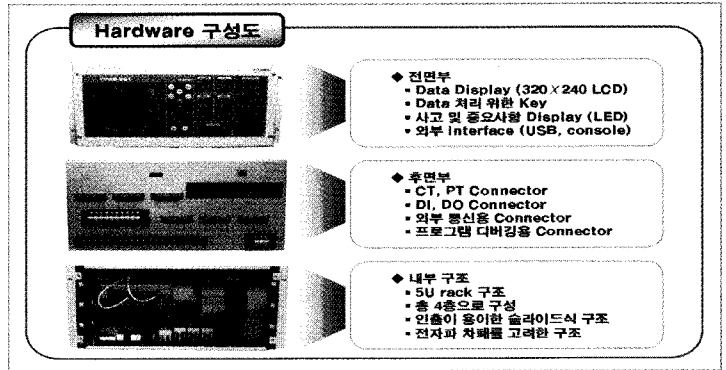 Hardware 구성도
◆ 전면부
▪ Data Display (320×240 LCD)
▪ Data 처리 위한 Key
▪ 사고 및 중요사항 Display (LED)
▪ 외부 Interface (USB, console)
◆ 후면부
▪ CT, PT Connector
▪ DI, DO Connector
▪ 외부 통신용 Connector
▪ 프로그램 디버깅용 Connector
◆ 내부 구조
▪ 5U rack 구조
▪ 총 4층으로 구성
▪ 인출이 용이한 슬라이드식 구조
▪ 전자파 차폐를 고려한 구조